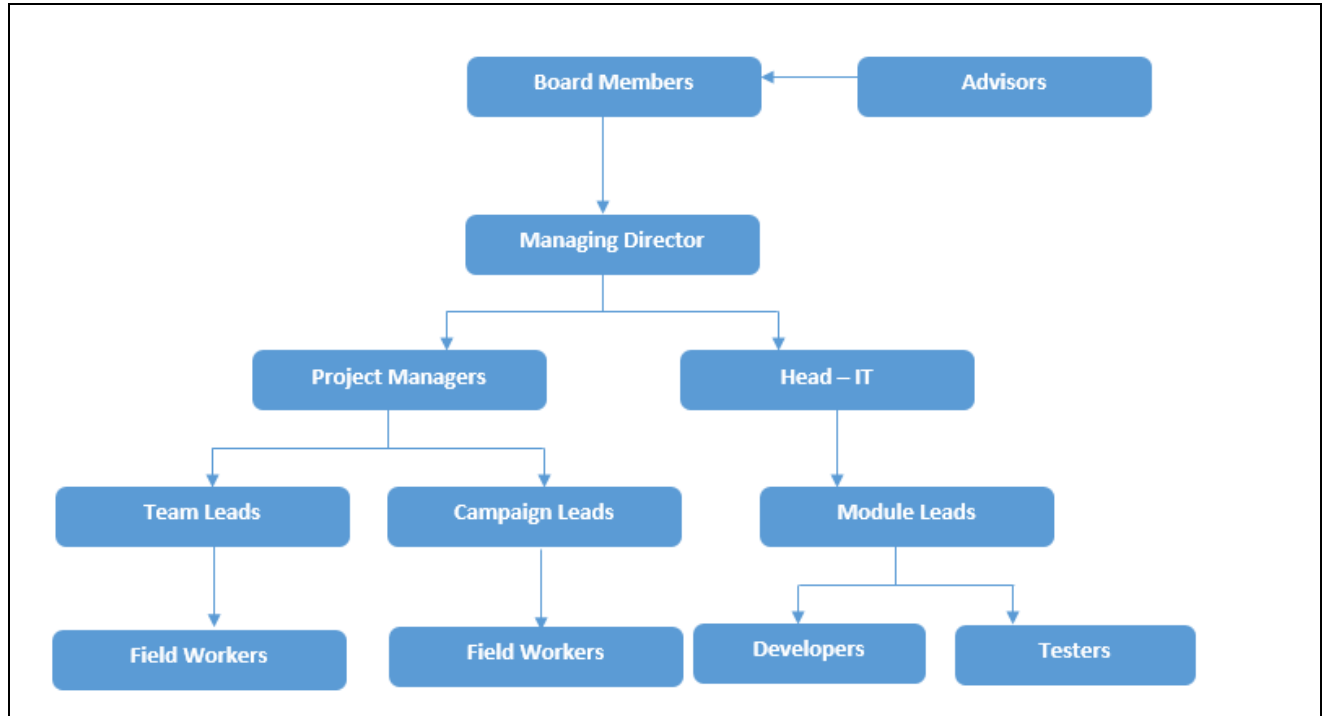 Board Members
Advisors
Managing Director
Project Managers
Head – IT
Team Leads
Campaign Leads
Module Leads
Field Workers
Field Workers
Developers
Testers